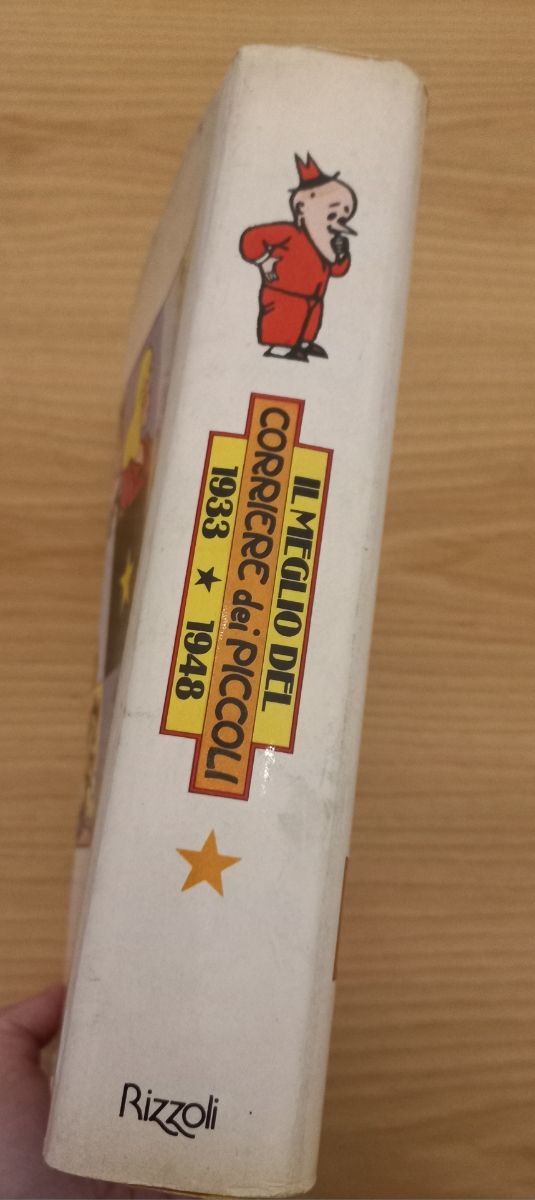 IL MEGLIO DEL
CORRIERE dei PICCOLI
1933 ★ 1948
Rizzoli